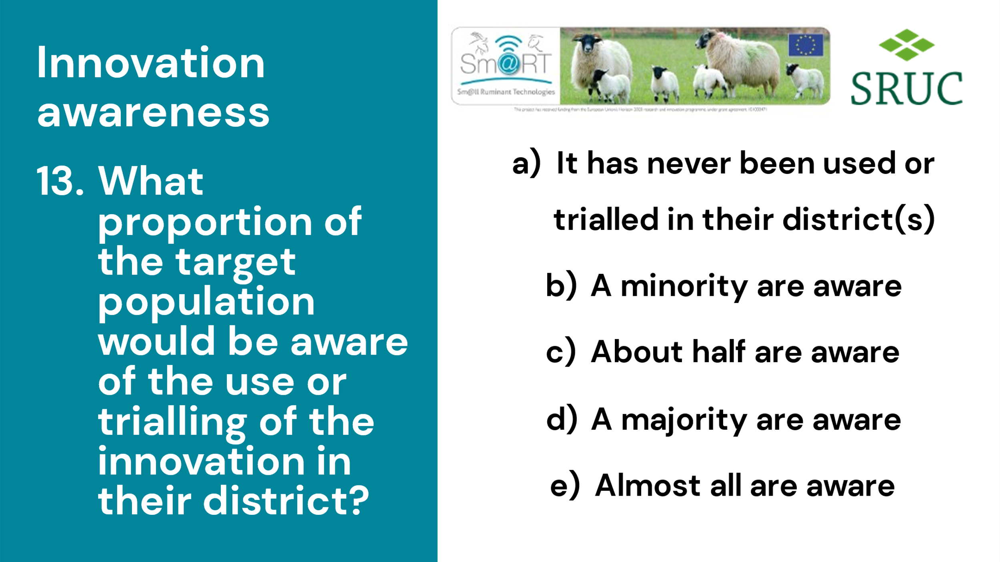 Innovation
awareness
13. What
proportion of
the target
population
would be aware
of the use or
trialling of the
innovation in
their district?
Sm@RT
Sm@ll Ruminant Technologies
This project has received funding from the European Union's Horizon 2020 research and innovation programme, under grant agreement
SRUC
a) It has never been used or
trialled in their district(s)
b) A minority are aware
c) About half are aware
d) A majority are aware
e) Almost all are aware